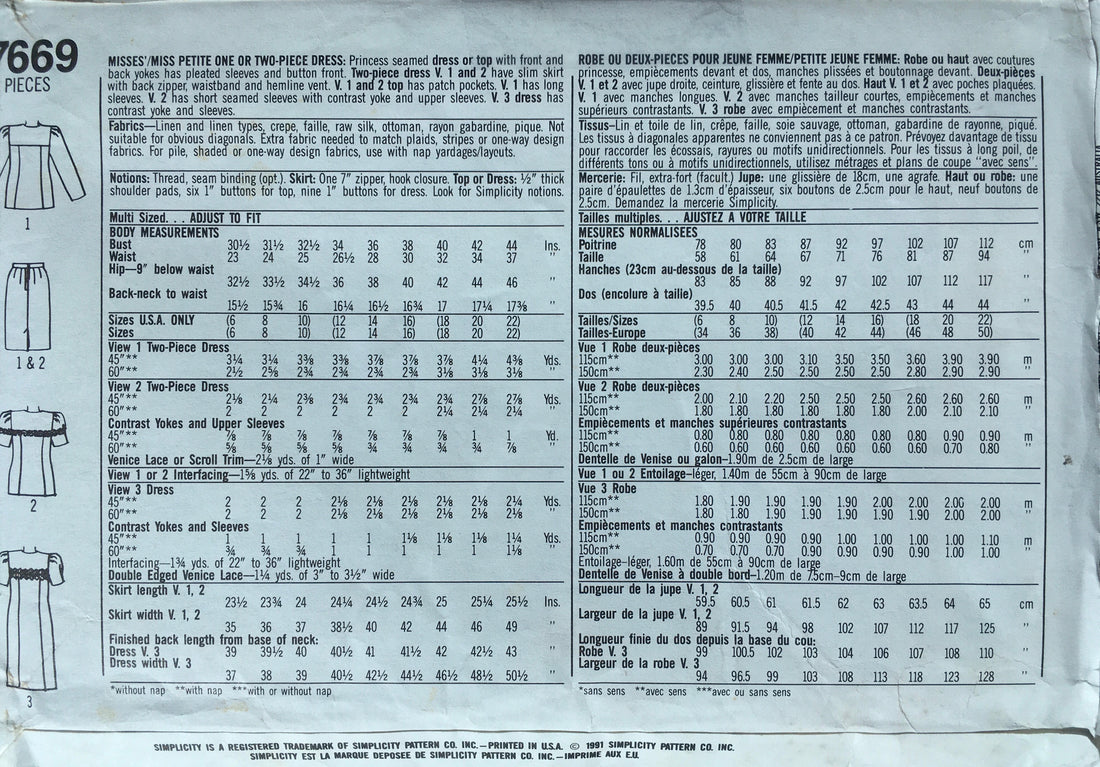 7669
PIECES
1
1 & 2
2
3
MISSES'/MISS PETITE ONE OR TWO-PIECE DRESS: Princess seamed dress or top with front and
back yokes has pleated sleeves and button front. Two-piece dress V. 1 and 2 have slim skirt
with back zipper, waistband and hemline vent. V. 1 and 2 top has patch pockets. V. 1 has long
sleeves. V. 2 has short seamed sleeves with contrast yoke and upper sleeves. V. 3 dress has
contrast yoke and sleeves.
Fabrics—Linen and linen types, crepe, faille, raw silk, ottoman, rayon gabardine, pique. Not
suitable for obvious diagonals. Extra fabric needed to match plaids, stripes or one-way design
fabrics. For pile, shaded or one-way design fabrics, use with nap yardages/layouts.
Notions: Thread, seam binding (opt.). Skirt: One 7" zipper, hook closure. Top or Dress: ½" thick
shoulder pads, six 1" buttons for top, nine 1" buttons for dress. Look for Simplicity notions.
Multi Sized. . . ADJUST TO FIT
BODY MEASUREMENTS
Bust 30½ 31½ 32½ 34 36 38 40 42 44 Ins.
Waist 23 24 25 26½ 28 30 32 34 37 "
Hip—9" below waist
32½ 33½ 34½ 36 38 40 42 44 46 "
Back-neck to waist
15½ 15¾ 16 16¼ 16½ 16¾ 17 17¼ 17⅜ "
Sizes U.S.A. ONLY (6 8 10) (12 14 16) (18 20 22)
Sizes (6 8 10) (12 14 16) (18 20 22)
View 1 Two-Piece Dress
45"** 3¼ 3¼ 3⅜ 3⅜ 3⅞ 3⅞ 3⅞ 4¼ 4⅜ Yds.
60"** 2½ 2⅝ 2¾ 2¾ 2¾ 2¾ 3⅛ 3⅛ 3⅛ "
View 2 Two-Piece Dress
45"** 2⅛ 2¼ 2⅜ 2¾ 2¾ 2¾ 2¾ 2⅞ 2⅞ Yds.
60"** 2 2 2 2 2 2 2¼ 2¼ 2¼ "
Contrast Yokes and Upper Sleeves
45"** ⅞ ⅞ ⅞ ⅞ ⅞ ⅞ ⅞ 1 1 Yd.
60"** ⅝ ⅝ ⅝ ⅝ ¾ ¾ ¾ ¾ ⅞ "
Venice Lace or Scroll Trim—2⅛ yds. of 1" wide
View 1 or 2 Interfacing—1⅝ yds. of 22" to 36" lightweight
View 3 Dress
45"** 2 2 2 2⅛ 2⅛ 2⅛ 2⅛ 2⅛ 2¼ Yds.
60"** 2 2 2 2⅛ 2⅛ 2⅛ 2⅛ 2⅛ 2⅛ "
Contrast Yokes and Sleeves
45"** 1 1 1 1 1 1⅛ 1⅛ 1⅛ 1¼ Yds.
60"** ¾ ¾ ¾ 1 1 1 1 1 1⅛ "
Interfacing—1¾ yds. of 22" to 36" lightweight
Double Edged Venice Lace—1¼ yds. of 3" to 3½" wide
Skirt length V. 1, 2
23½ 23¾ 24 24¼ 24½ 24¾ 25 25¼ 25½ Ins.
Skirt width V. 1, 2
35 36 37 38½ 40 42 44 46 49 "
Finished back length from base of neck:
Dress V. 3 39 39½ 40 40½ 41 41½ 42 42½ 43 "
Dress width V. 3
37 38 39 40½ 42½ 44½ 46½ 48½ 50½ "
*without nap **with nap ***with or without nap
ROBE OU DEUX-PIECES POUR JEUNE FEMME/PETITE JEUNE FEMME: Robe ou haut avec coutures
princesse, empiècements devant et dos, manches plissées et boutonnage devant. Deux-pièces
V. 1 et 2 avec jupe droite, ceinture, glissière et fente au dos. Haut V. 1 et 2 avec poches plaquées.
V. 1 avec manches longues. V. 2 avec manches tailleur courtes, empiècements et manches
supérieurs contrastants. V. 3 robe avec empiècement et manches contrastants.
Tissus—Lin et toile de lin, crêpe, faille, soie sauvage, ottoman, gabardine de rayonne, piqué.
Les tissus à diagonales apparentes ne conviennent pas à ce patron. Prévoyez davantage de tissu
pour raccorder les écossais, rayures ou motifs unidirectionnels. Pour les tissus à long poil, de
différents tons ou à motifs unidirectionnels, utilisez métrages et plans de coupe "avec sens".
Mercerie: Fil, extra-fort (facult.) Jupe: une glissière de 18cm, une agrafe. Haut ou robe: une
paire d'épaulettes de 1.3cm d'épaisseur, six boutons de 2.5cm pour le haut, neuf boutons de
2.5cm. Demandez la mercerie Simplicity.
Tailles multiples. . . AJUSTEZ A VOTRE TAILLE
MESURES NORMALISEES
Poitrine 78 80 83 87 92 97 102 107 112 cm
Taille 58 61 64 67 71 76 81 87 94 "
Hanches (23cm au-dessous de la taille)
83 85 88 92 97 102 107 112 117 "
Dos (encolure à taille)
39.5 40 40.5 41.5 42 42.5 43 44 44 "
Tailles/Sizes (6 8 10) (12 14 16) (18 20 22)
Tailles-Europe (34 36 38) (40 42 44) (46 48 50)
Vue 1 Robe deux-pièces
115cm** 3.00 3.00 3.00 3.10 3.50 3.50 3.60 3.90 3.90 m
150cm** 2.30 2.40 2.50 2.50 2.50 2.50 2.80 2.90 2.90 "
Vue 2 Robe deux-pièces
115cm** 2.00 2.10 2.20 2.50 2.50 2.50 2.60 2.60 2.60 m
150cm** 1.80 1.80 1.80 1.80 1.80 1.80 2.00 2.10 2.10 "
Empiècements et manches supérieures contrastants
115cm** 0.80 0.80 0.80 0.80 0.80 0.80 0.80 0.90 0.90 m
150cm** 0.60 0.60 0.60 0.60 0.60 0.60 0.60 0.70 0.80 "
Dentelle de Venise ou galon—1.90m de 2.5cm de large
Vue 1 ou 2 Entoilage—léger, 1.40m de 55cm à 90cm de large
Vue 3 Robe
115cm** 1.80 1.90 1.90 1.90 1.90 2.00 2.00 2.00 2.00 m
150cm** 1.80 1.80 1.90 1.90 1.90 1.90 1.90 2.00 2.00 "
Empiècements et manches contrastants
115cm** 0.90 0.90 0.90 0.90 1.00 1.00 1.00 1.00 1.10 m
150cm** 0.70 0.70 0.70 0.90 0.90 0.90 0.90 1.00 1.00 "
Entoilage-léger, 1.60m de 55cm à 90cm de large
Dentelle de Venise à double bord—1.20m de 75cm–9cm de large
Longueur de la jupe V. 1, 2
59.5 60.5 61 61.5 62 63 63.5 64 65 cm
Largeur de la jupe V. 1, 2
89 91.5 94 98 102 107 112 117 125 "
Longueur finie du dos depuis la base du cou:
Robe V. 3 99 100.5 102 103 104 106 107 108 110 "
Largeur de la robe V. 3
94 96.5 99 103 108 113 118 123 128 "
*sans sens **avec sens ***avec ou sans sens
SIMPLICITY IS A REGISTERED TRADEMARK OF SIMPLICITY PATTERN CO. INC.—PRINTED IN U.S.A. © 1991 SIMPLICITY PATTERN CO. INC.
SIMPLICITY EST LA MARQUE DEPOSEE DE SIMPLICITY PATTERN CO. INC.—IMPRIME AUX E.U.